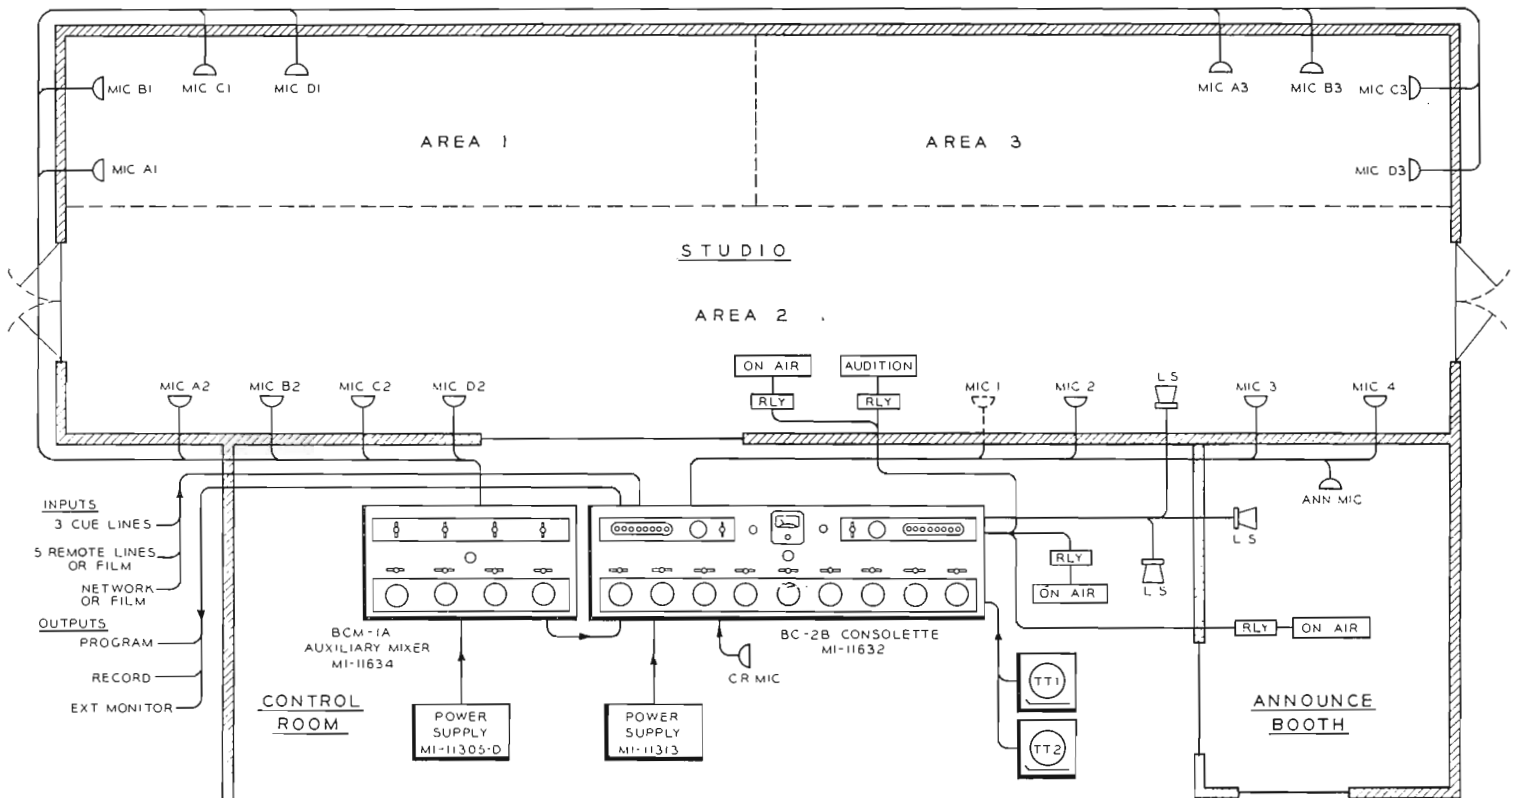 MIC B1
MIC C1
MIC D1
MIC A3
MIC B3
MIC C3
AREA 1
AREA 3
MIC A1
MIC D3
STUDIO
AREA 2
ON AIR
AUDITION
RLY
RLY
MIC A2
MIC B2
MIC C2
MIC D2
MIC 1
MIC 2
LS
MIC 3
MIC 4
ANN MIC
INPUTS
3 CUE LINES
5 REMOTE LINES
OR FILM
NETWORK
OR FILM
OUTPUTS
PROGRAM
RECORD
EXT MONITOR
LS
RLY
ON AIR
LS
BCM-1A
AUXILIARY MIXER
MI-11634
BC-2B CONSOLETTE
MI-11632
RLY
ON AIR
CR MIC
TT1
TT2
CONTROL
ROOM
POWER
SUPPLY
MI-11305-D
POWER
SUPPLY
MI-11313
ANNOUNCE
BOOTH